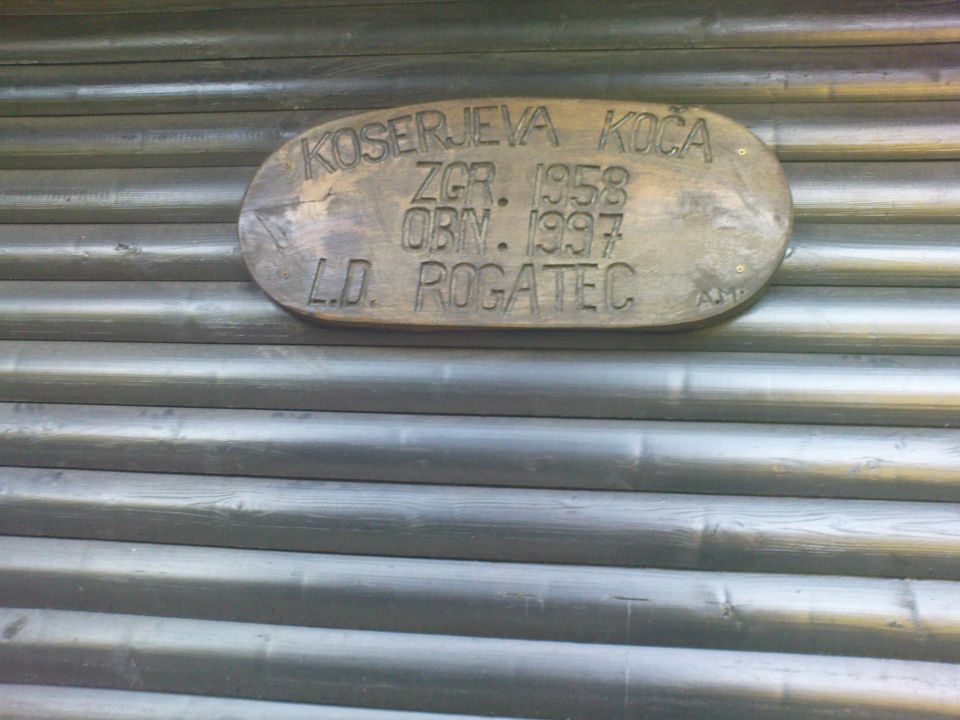 KOSERJEVA KOČA
ZGR. 1958
OBN. 1997
L.D. ROGATEC
A.M.